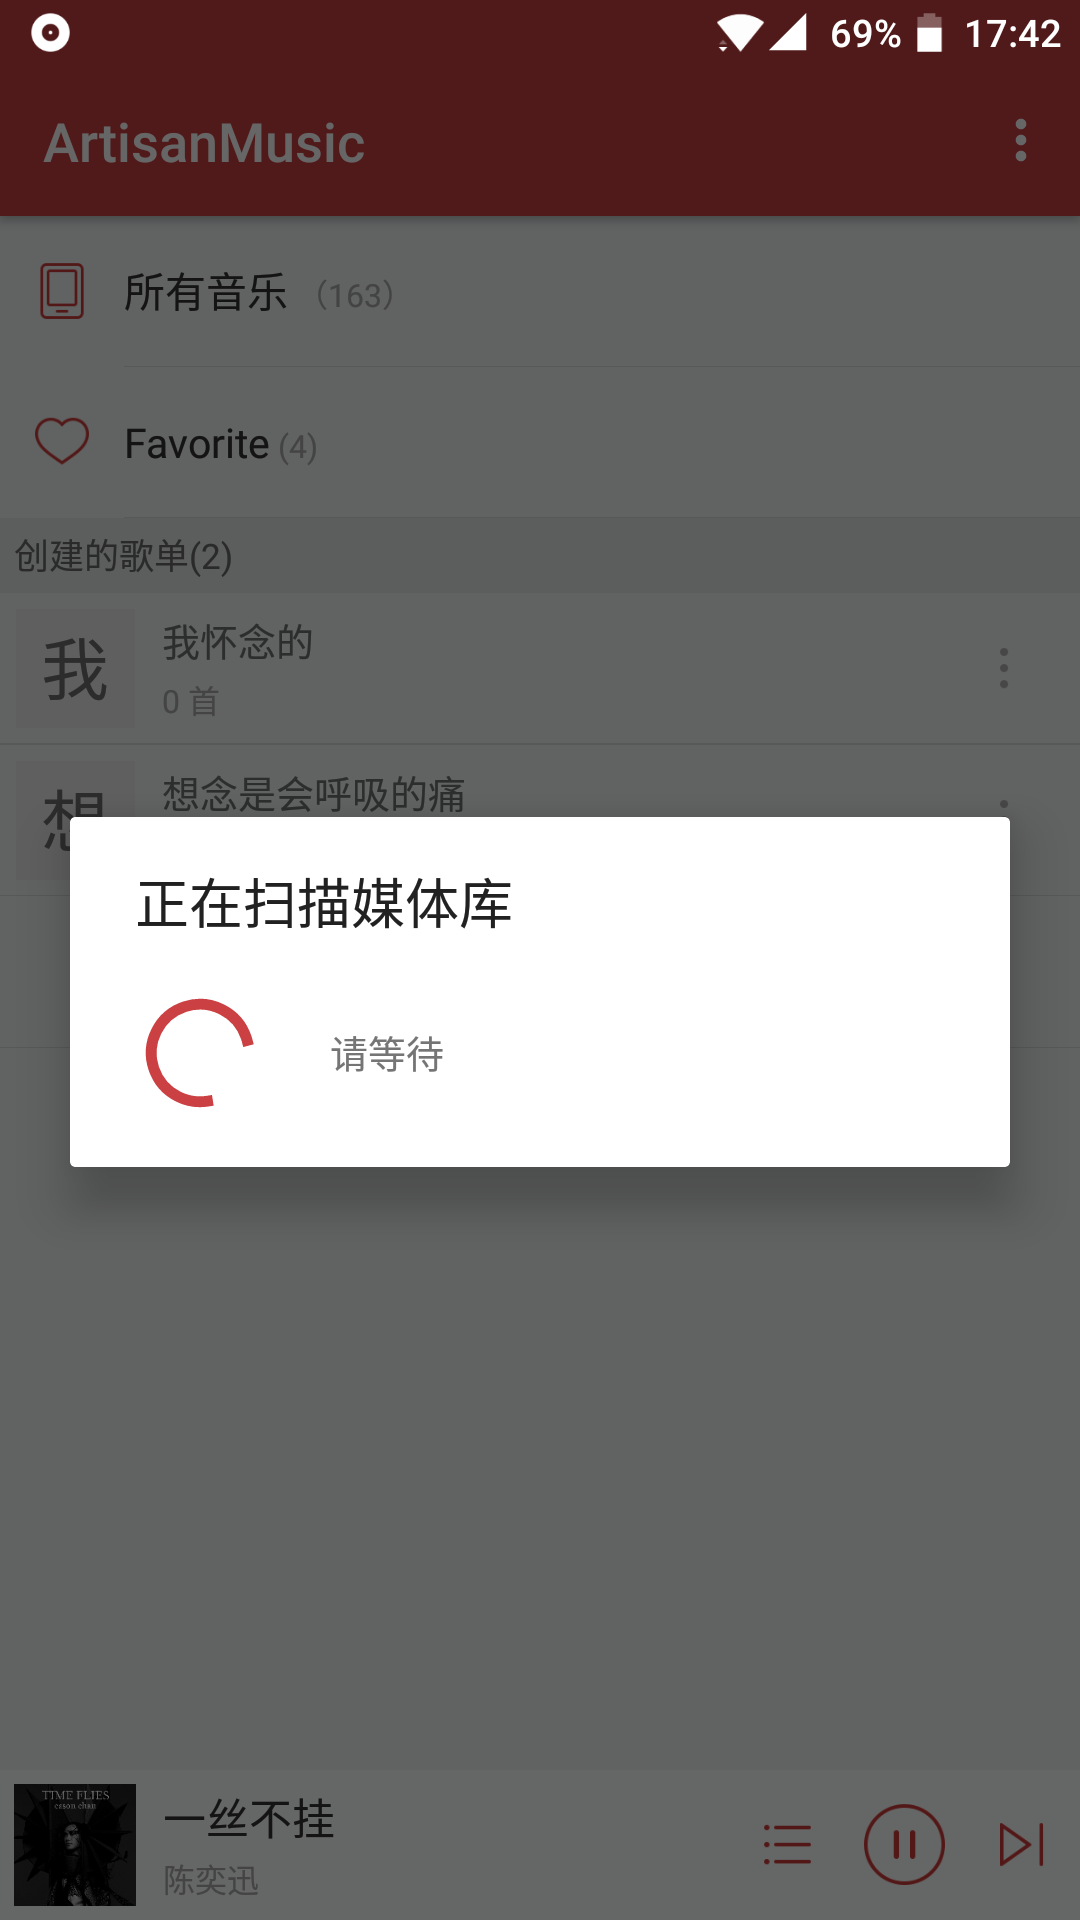 69% 17:42
ArtisanMusic
所有音乐 (163)
Favorite (4)
创建的歌单(2)
我 我怀念的
0 首
想 想念是会呼吸的痛
正在扫描媒体库
请等待
TIME FLIES
eason chan
一丝不挂
陈奕迅